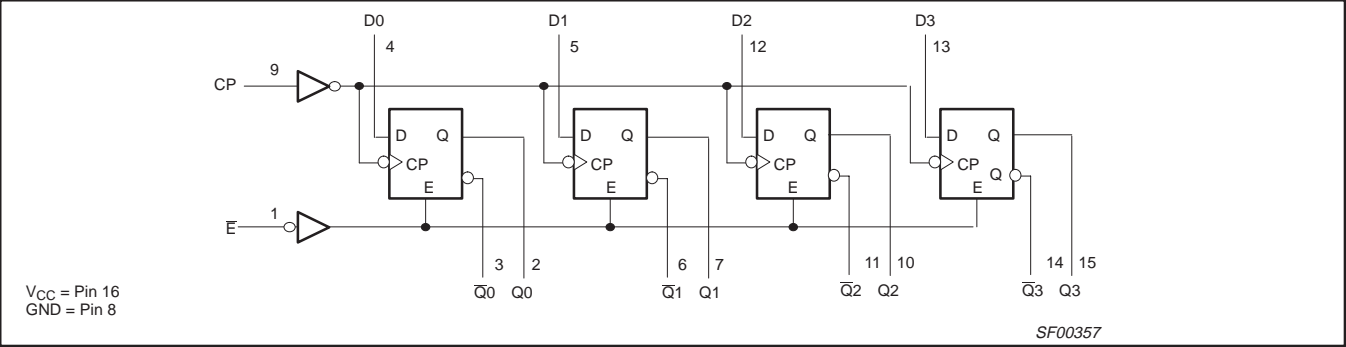 D0 D1 D2 D3
4 5 12 13
CP 9
D Q D Q D Q D Q
CP CP CP CP
Q
E E E E
E̅ 1
3 2 6 7 11 10 14 15
Q̅0 Q0 Q̅1 Q1 Q̅2 Q2 Q̅3 Q3
VCC = Pin 16
GND = Pin 8
SF00357